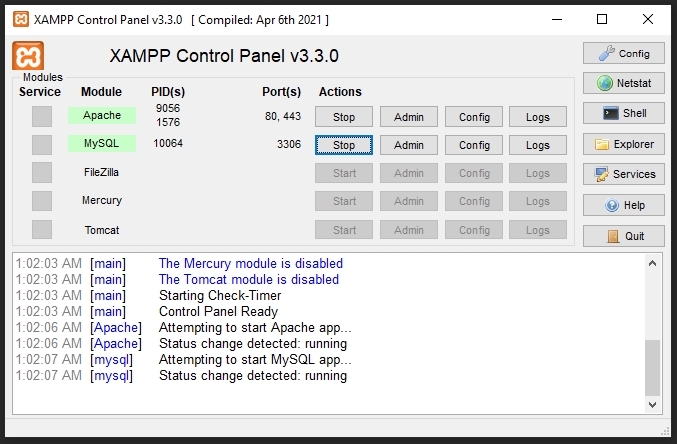 XAMPP Control Panel v3.3.0 [ Compiled: Apr 6th 2021 ]
XAMPP Control Panel v3.3.0
Config
Modules
Service Module PID(s) Port(s) Actions
Netstat
Apache 9056 1576 80, 443 Stop Admin Config Logs
Shell
MySQL 10064 3306 Stop Admin Config Logs
Explorer
FileZilla Start Admin Config Logs
Services
Mercury Start Admin Config Logs
Help
Tomcat Start Admin Config Logs
Quit
1:02:03 AM [main] The Mercury module is disabled
1:02:03 AM [main] The Tomcat module is disabled
1:02:03 AM [main] Starting Check-Timer
1:02:03 AM [main] Control Panel Ready
1:02:06 AM [Apache] Attempting to start Apache app...
1:02:06 AM [Apache] Status change detected: running
1:02:07 AM [mysql] Attempting to start MySQL app...
1:02:07 AM [mysql] Status change detected: running